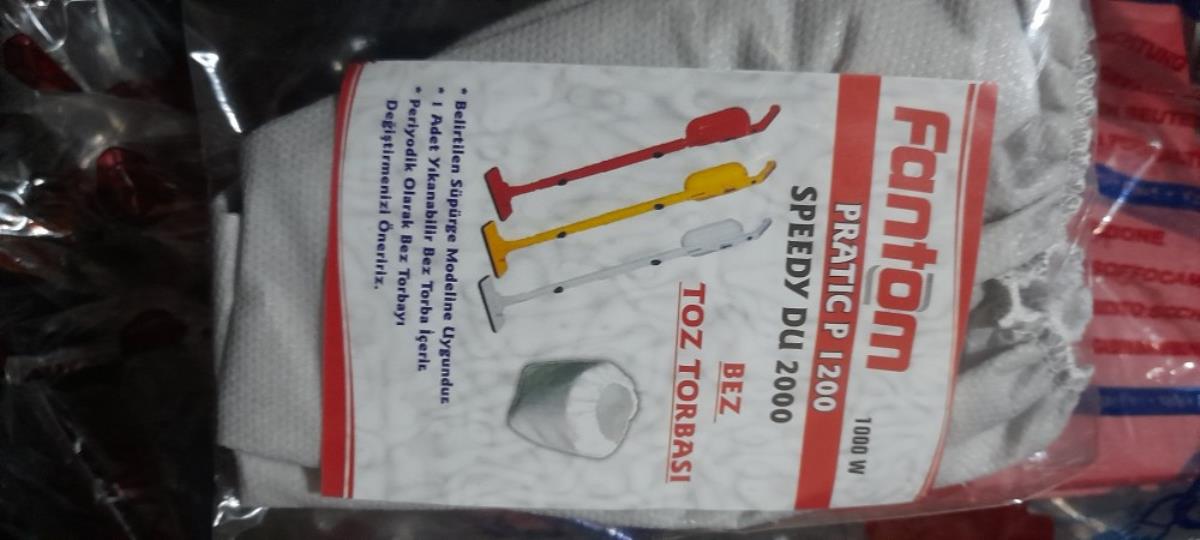 Fantom
1000 W
PRATIC P 1200
SPEEDY DU 2000
BEZ
TOZ TORBASI
* Belirtilen Süpürge Modeline Uygundur.
* 1 Adet Yıkanabilir Bez Torba İçerir.
* Periyodik Olarak Bez Torbayı
Değiştirmenizi Öneririz.